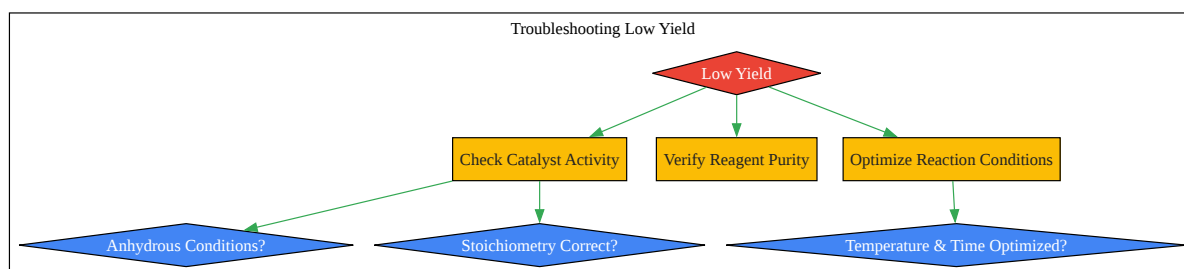 Troubleshooting Low Yield
Low Yield
Check Catalyst Activity
Verify Reagent Purity
Optimize Reaction Conditions
Anhydrous Conditions?
Stoichiometry Correct?
Temperature & Time Optimized?